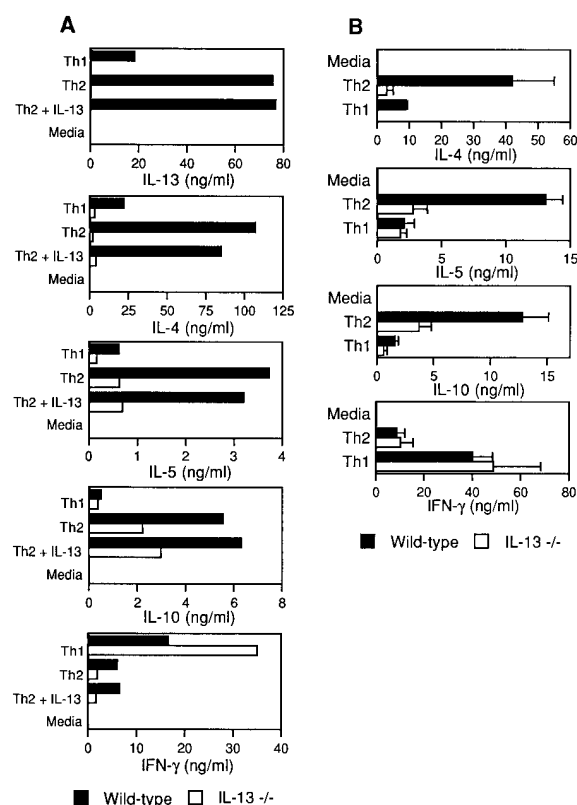 A
Th1
Th2
Th2 + IL-13
Media
0 20 40 60 80
IL-13 (ng/ml)
Th1
Th2
Th2 + IL-13
Media
0 25 50 75 100 125
IL-4 (ng/ml)
Th1
Th2
Th2 + IL-13
Media
0 1 2 3 4
IL-5 (ng/ml)
Th1
Th2
Th2 + IL-13
Media
0 2 4 6 8
IL-10 (ng/ml)
Th1
Th2
Th2 + IL-13
Media
0 10 20 30 40
IFN-γ (ng/ml)
Wild-type IL-13 -/-
B
Media
Th2
Th1
0 10 20 30 40 50 60
IL-4 (ng/ml)
Media
Th2
Th1
0 5 10 15
IL-5 (ng/ml)
Media
Th2
Th1
0 5 10 15
IL-10 (ng/ml)
Media
Th2
Th1
0 20 40 60 80
IFN-γ (ng/ml)
Wild-type IL-13 -/-